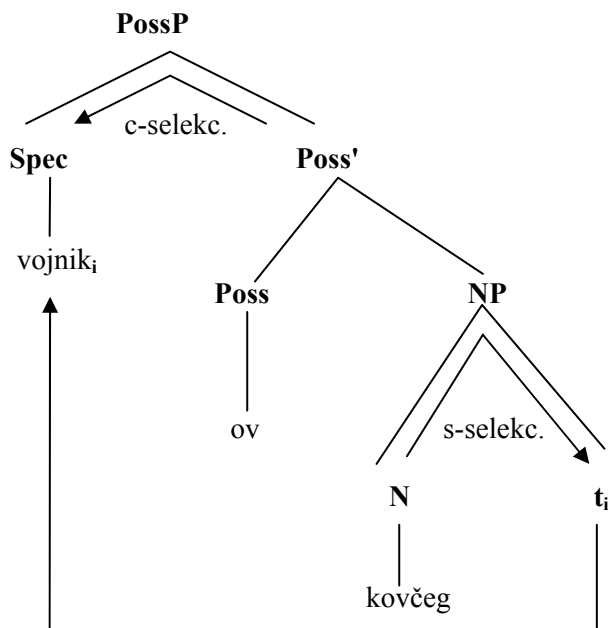 PossP
c-selekc.
Spec Poss'
vojnikᵢ
Poss NP
ov s-selekc.
N tᵢ
kovčeg